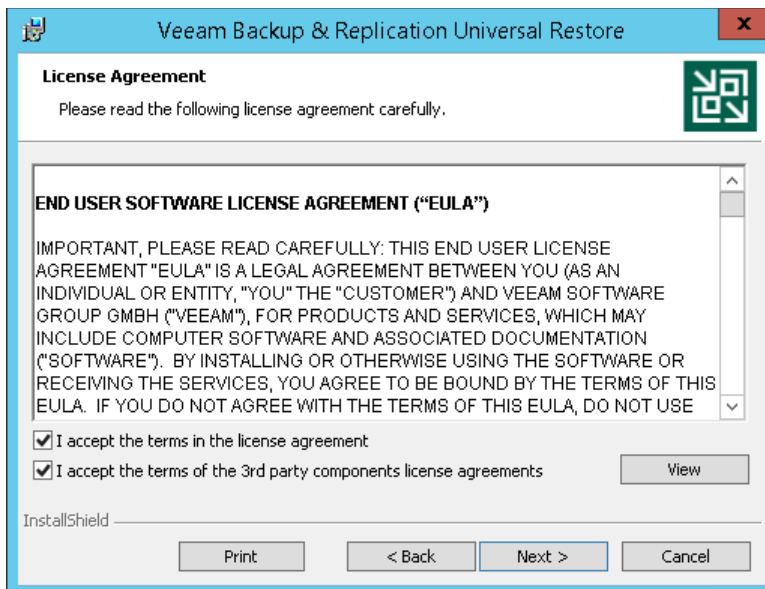 Veeam Backup & Replication Universal Restore
x
License Agreement
Please read the following license agreement carefully.
END USER SOFTWARE LICENSE AGREEMENT (“EULA”)
IMPORTANT, PLEASE READ CAREFULLY: THIS END USER LICENSE
AGREEMENT "EULA" IS A LEGAL AGREEMENT BETWEEN YOU (AS AN
INDIVIDUAL OR ENTITY, "YOU" THE "CUSTOMER") AND VEEAM SOFTWARE
GROUP GMBH ("VEEAM"), FOR PRODUCTS AND SERVICES, WHICH MAY
INCLUDE COMPUTER SOFTWARE AND ASSOCIATED DOCUMENTATION
("SOFTWARE").  BY INSTALLING OR OTHERWISE USING THE SOFTWARE OR
RECEIVING THE SERVICES, YOU AGREE TO BE BOUND BY THE TERMS OF THIS
EULA.  IF YOU DO NOT AGREE WITH THE TERMS OF THIS EULA, DO NOT USE
I accept the terms in the license agreement
I accept the terms of the 3rd party components license agreements
View
InstallShield
Print
< Back
Next >
Cancel